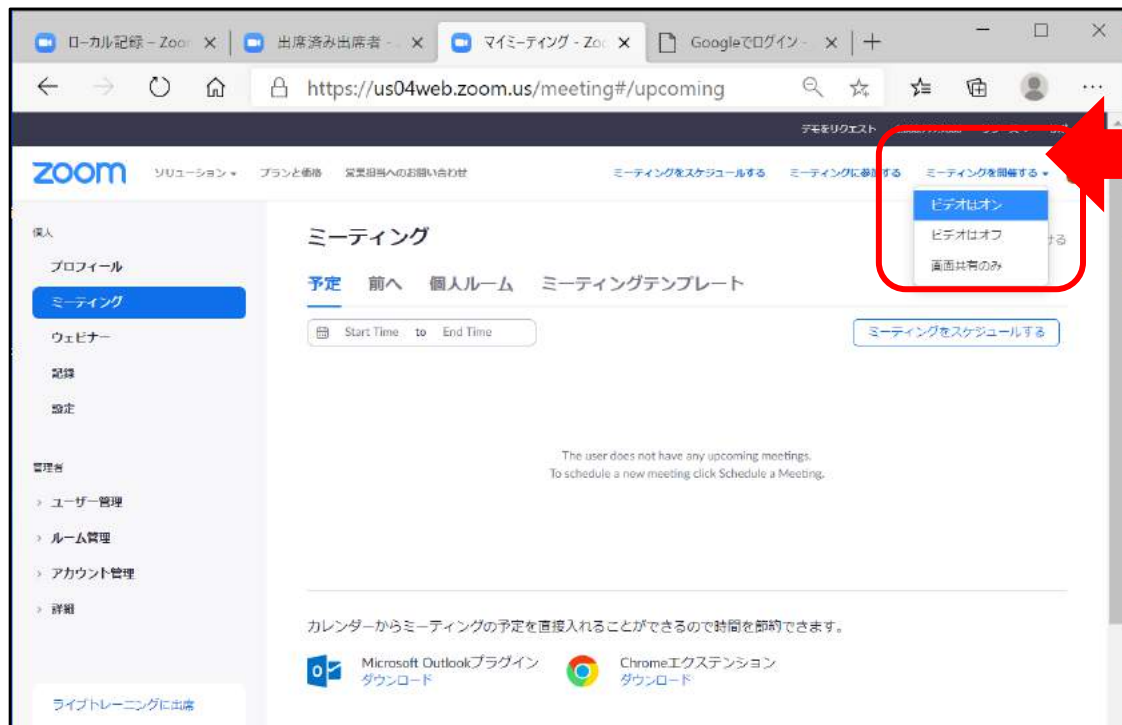 ローカル記録 - Zoo
出席済み出席者 -
マイミーティング - Zo
Googleでログイン -
https://us04web.zoom.us/meeting#/upcoming
デモをリクエスト
zoom ソリューション プランと価格 営業担当へのお問い合わせ ミーティングをスケジュールする ミーティングに参加する ミーティングを開催する
ビデオはオン
ビデオはオフ
画面共有のみ
ける
個人
プロフィール
ミーティング
ウェビナー
記録
設定
管理者
ユーザー管理
ルーム管理
アカウント管理
詳細
ライブトレーニングに出席
ミーティング
予定 前へ 個人ルーム ミーティングテンプレート
Start Time to End Time
ミーティングをスケジュールする
The user does not have any upcoming meetings.
To schedule a new meeting click Schedule a Meeting.
カレンダーからミーティングの予定を直接入れることができるので時間を節約できます。
Microsoft Outlookプラグイン
ダウンロード
Chromeエクステンション
ダウンロード